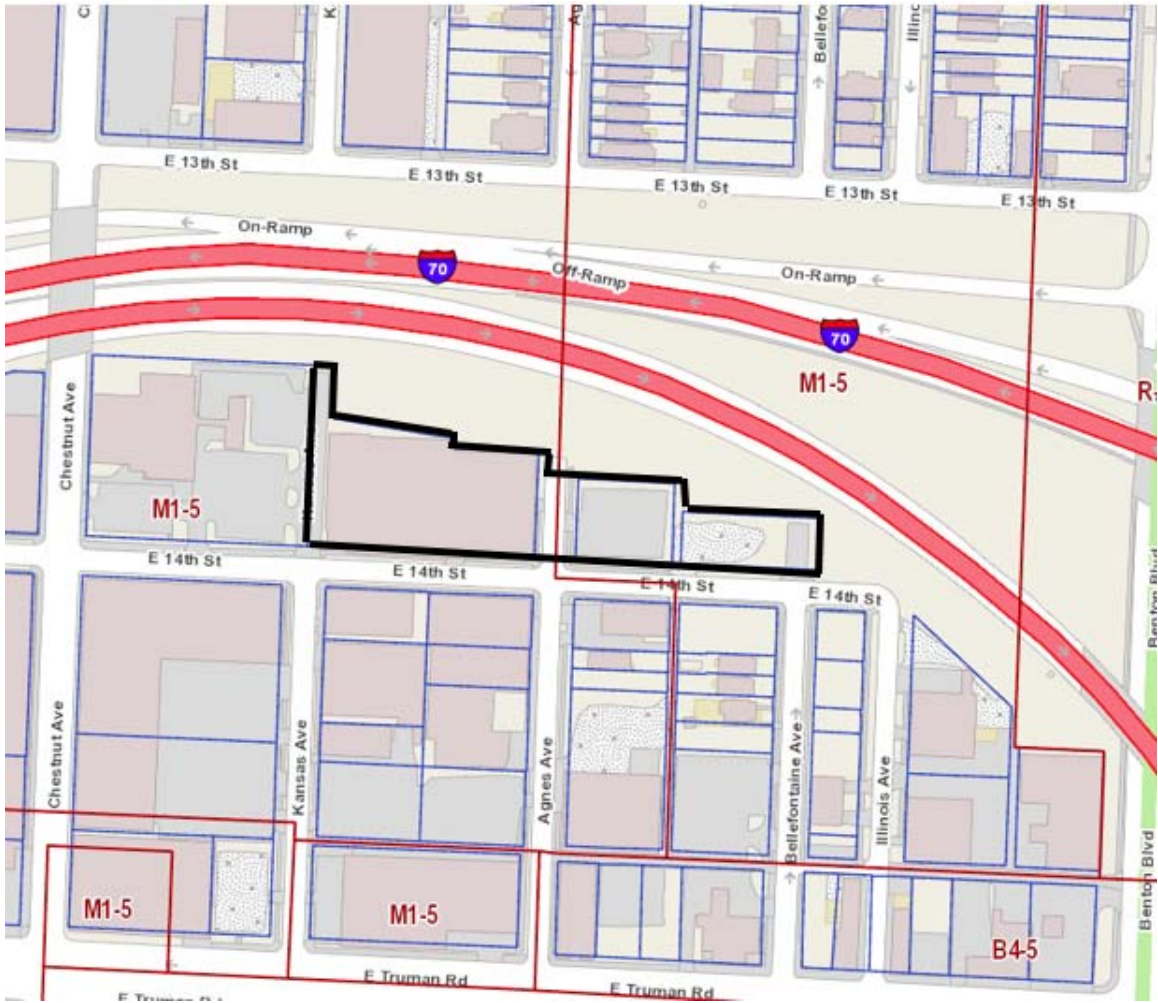 E 13th St
E 13th St
E 13th St
E 13th St
E 13th St
On-Ramp
Off-Ramp
On-Ramp
70
70
M1-5
Chestnut Ave
M1-5
E 14th St
E 14th St
E 14th St
E 14th St
Benton Blvd
Chestnut Ave
Kansas Ave
Agnes Ave
Bellefontaine Ave
Illinois Ave
Benton Blvd
M1-5
M1-5
B4-5
E Truman Rd
E Truman Rd